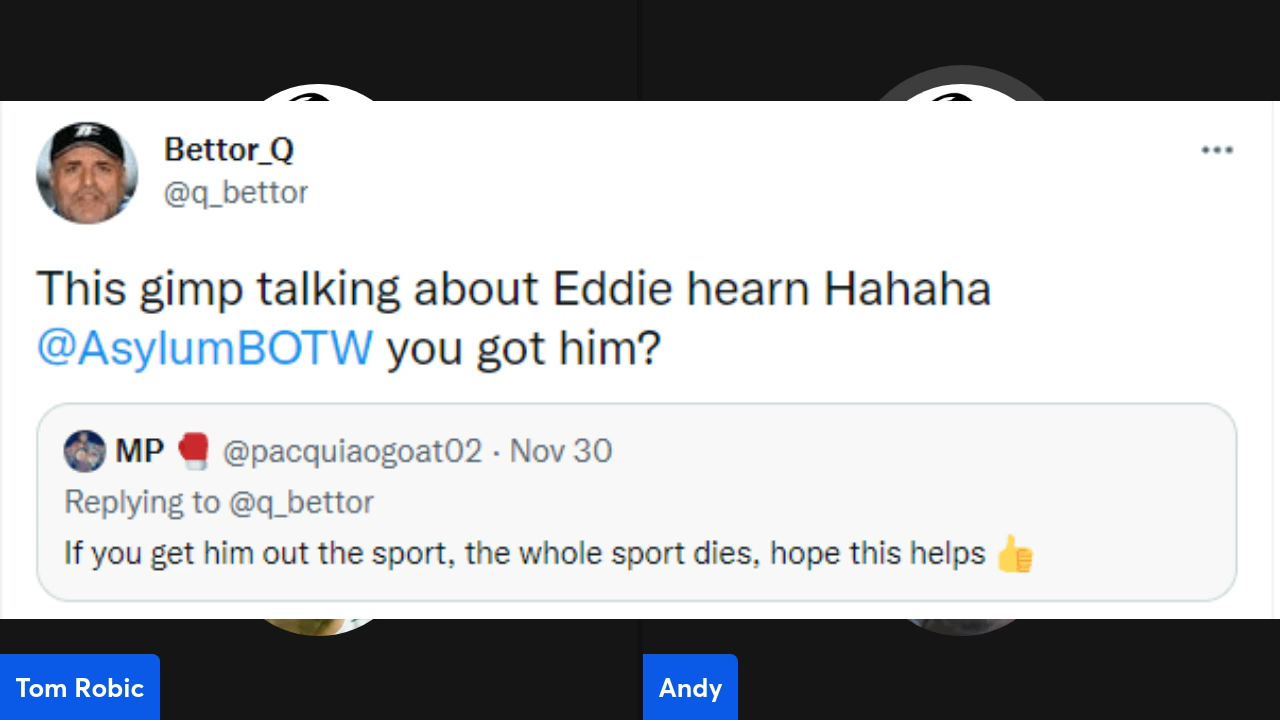 Bettor_Q
@q_bettor
This gimp talking about Eddie hearn Hahaha
@AsylumBOTW you got him?
MP 🥊 @pacquiaogoat02 · Nov 30
Replying to @q_bettor
If you get him out the sport, the whole sport dies, hope this helps 👍
Tom Robic
Andy